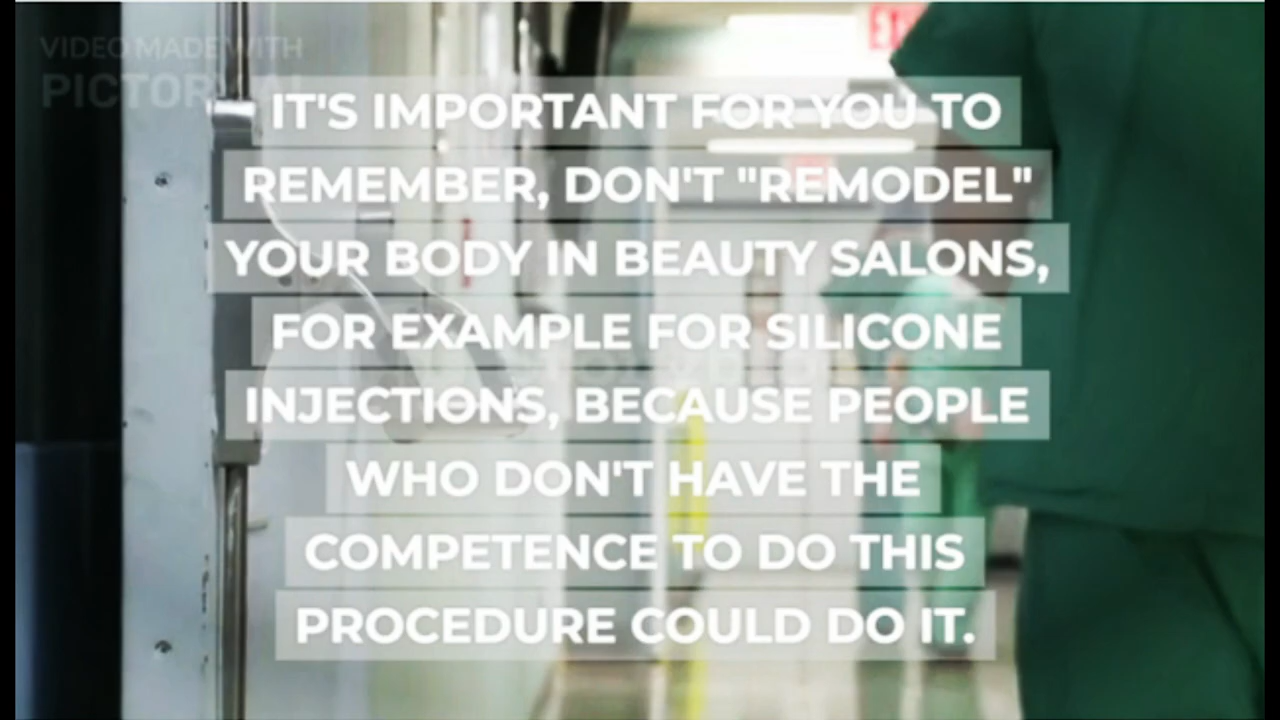 VIDEO MADE WITH
PICTORY.AI
IT'S IMPORTANT FOR YOU TO
REMEMBER, DON'T "REMODEL"
YOUR BODY IN BEAUTY SALONS,
FOR EXAMPLE FOR SILICONE
INJECTIONS, BECAUSE PEOPLE
WHO DON'T HAVE THE
COMPETENCE TO DO THIS
PROCEDURE COULD DO IT.